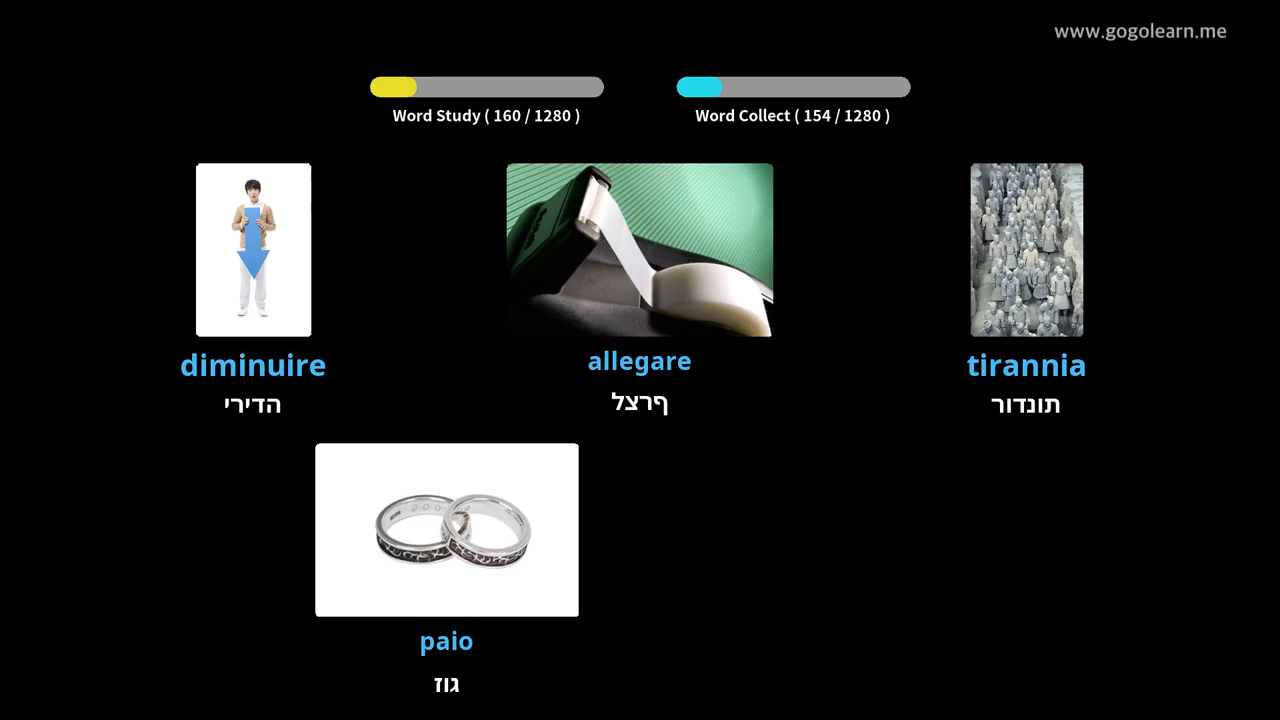 www.gogolearn.me
Word Study ( 160 / 1280 )
Word Collect ( 154 / 1280 )
diminuire
הדירי
allegare
ףרצל
tirannia
תונדור
paio
גוז